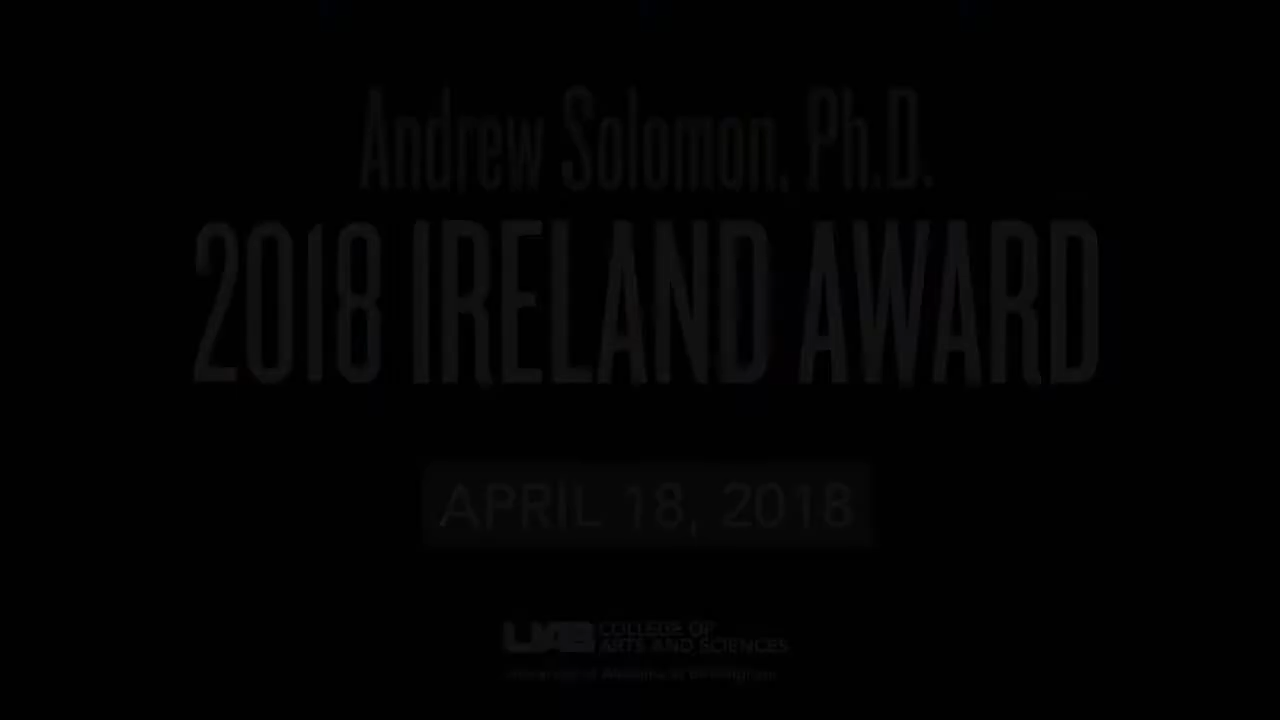 Andrew Solomon, Ph.D.
2018 IRELAND AWARD
APRIL 18, 2018
UAB COLLEGE OF
ARTS AND SCIENCES